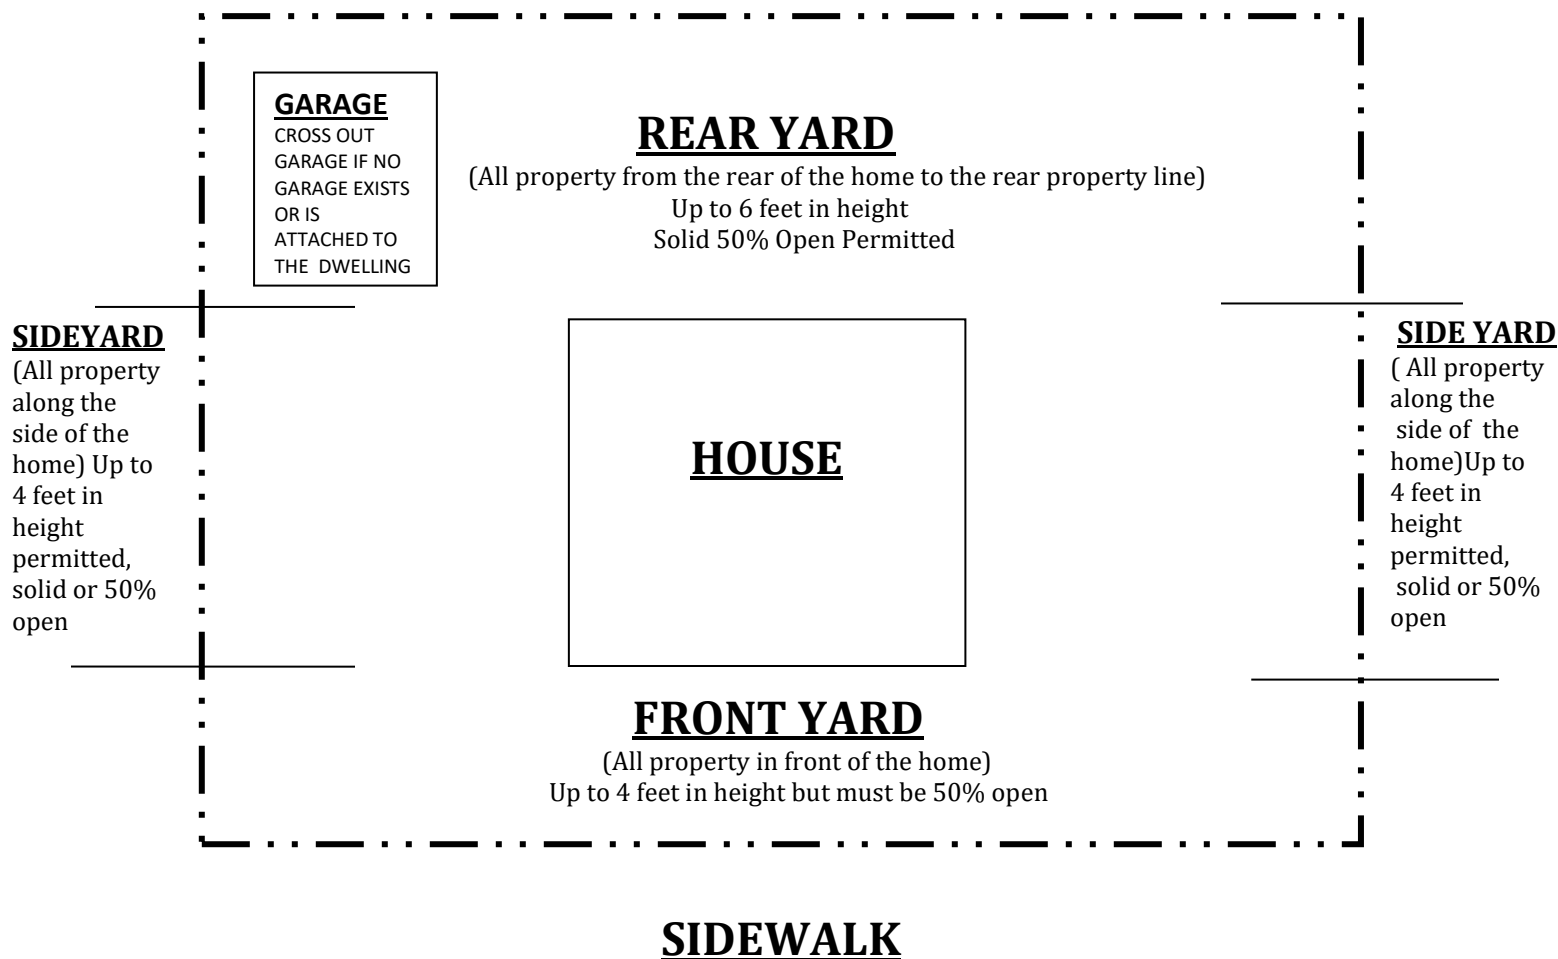 GARAGE
CROSS OUT
GARAGE IF NO
GARAGE EXISTS
OR IS
ATTACHED TO
THE DWELLING
REAR YARD
(All property from the rear of the home to the rear property line)
Up to 6 feet in height
Solid 50% Open Permitted
SIDEYARD
(All property
along the
side of the
home) Up to
4 feet in
height
permitted,
solid or 50%
open
HOUSE
SIDE YARD
( All property
along the
side of the
home)Up to
4 feet in
height
permitted,
solid or 50%
open
FRONT YARD
(All property in front of the home)
Up to 4 feet in height but must be 50% open
SIDEWALK